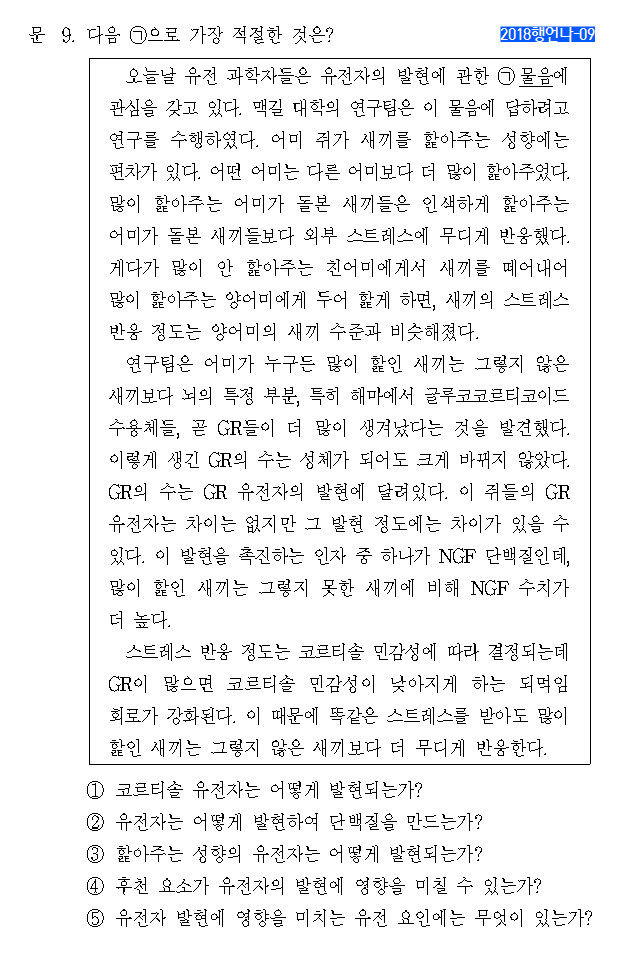 문 9. 다음 ㉠으로 가장 적절한 것은?
2018행언나-09
오늘날 유전 과학자들은 유전자의 발현에 관한 ㉠ 물음에
관심을 갖고 있다. 맥길 대학의 연구팀은 이 물음에 답하려고
연구를 수행하였다. 어미 쥐가 새끼를 핥아주는 성향에는
편차가 있다. 어떤 어미는 다른 어미보다 더 많이 핥아주었다.
많이 핥아주는 어미가 돌본 새끼들은 인색하게 핥아주는
어미가 돌본 새끼들보다 외부 스트레스에 무디게 반응했다.
게다가 많이 안 핥아주는 친어미에게서 새끼를 떼어내어
많이 핥아주는 양어미에게 두어 핥게 하면, 새끼의 스트레스
반응 정도는 양어미의 새끼 수준과 비슷해졌다.
연구팀은 어미가 누구든 많이 핥인 새끼는 그렇지 않은
새끼보다 뇌의 특정 부분, 특히 해마에서 글루코코르티코이드
수용체들, 곧 GR들이 더 많이 생겨났다는 것을 발견했다.
이렇게 생긴 GR의 수는 성체가 되어도 크게 바뀌지 않았다.
GR의 수는 GR 유전자의 발현에 달려있다. 이 쥐들의 GR
유전자는 차이는 없지만 그 발현 정도에는 차이가 있을 수
있다. 이 발현을 촉진하는 인자 중 하나가 NGF 단백질인데,
많이 핥인 새끼는 그렇지 못한 새끼에 비해 NGF 수치가
더 높다.
스트레스 반응 정도는 코르티솔 민감성에 따라 결정되는데
GR이 많으면 코르티솔 민감성이 낮아지게 하는 되먹임
회로가 강화된다. 이 때문에 똑같은 스트레스를 받아도 많이
핥인 새끼는 그렇지 않은 새끼보다 더 무디게 반응한다.
① 코르티솔 유전자는 어떻게 발현되는가?
② 유전자는 어떻게 발현하여 단백질을 만드는가?
③ 핥아주는 성향의 유전자는 어떻게 발현되는가?
④ 후천 요소가 유전자의 발현에 영향을 미칠 수 있는가?
⑤ 유전자 발현에 영향을 미치는 유전 요인에는 무엇이 있는가?